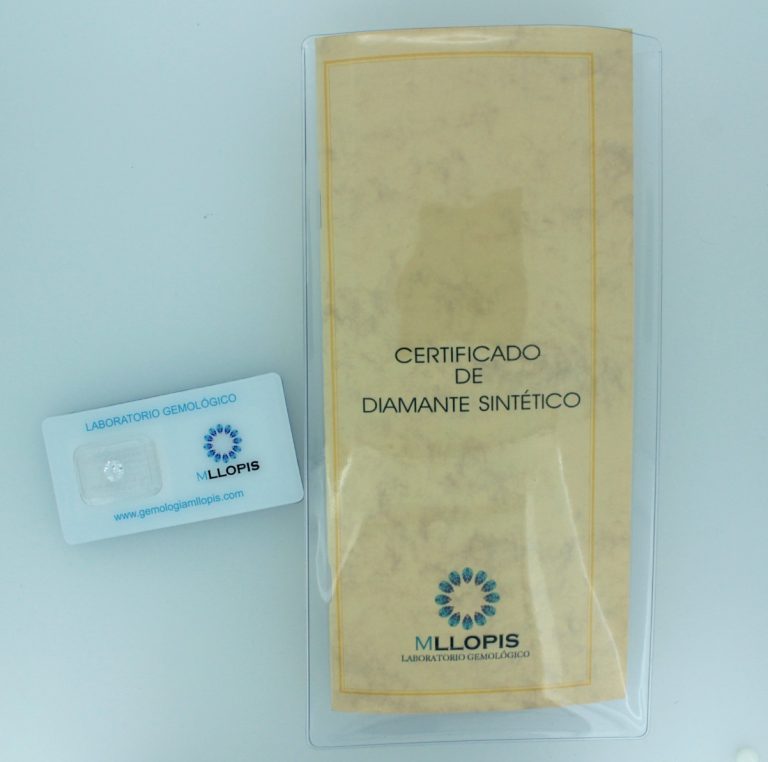 LABORATORIO GEMOLÓGICO
MLLOPIS
www.gemologiamllopis.com
CERTIFICADO
DE
DIAMANTE SINTÉTICO
MLLOPIS
LABORATORIO GEMOLÓGICO